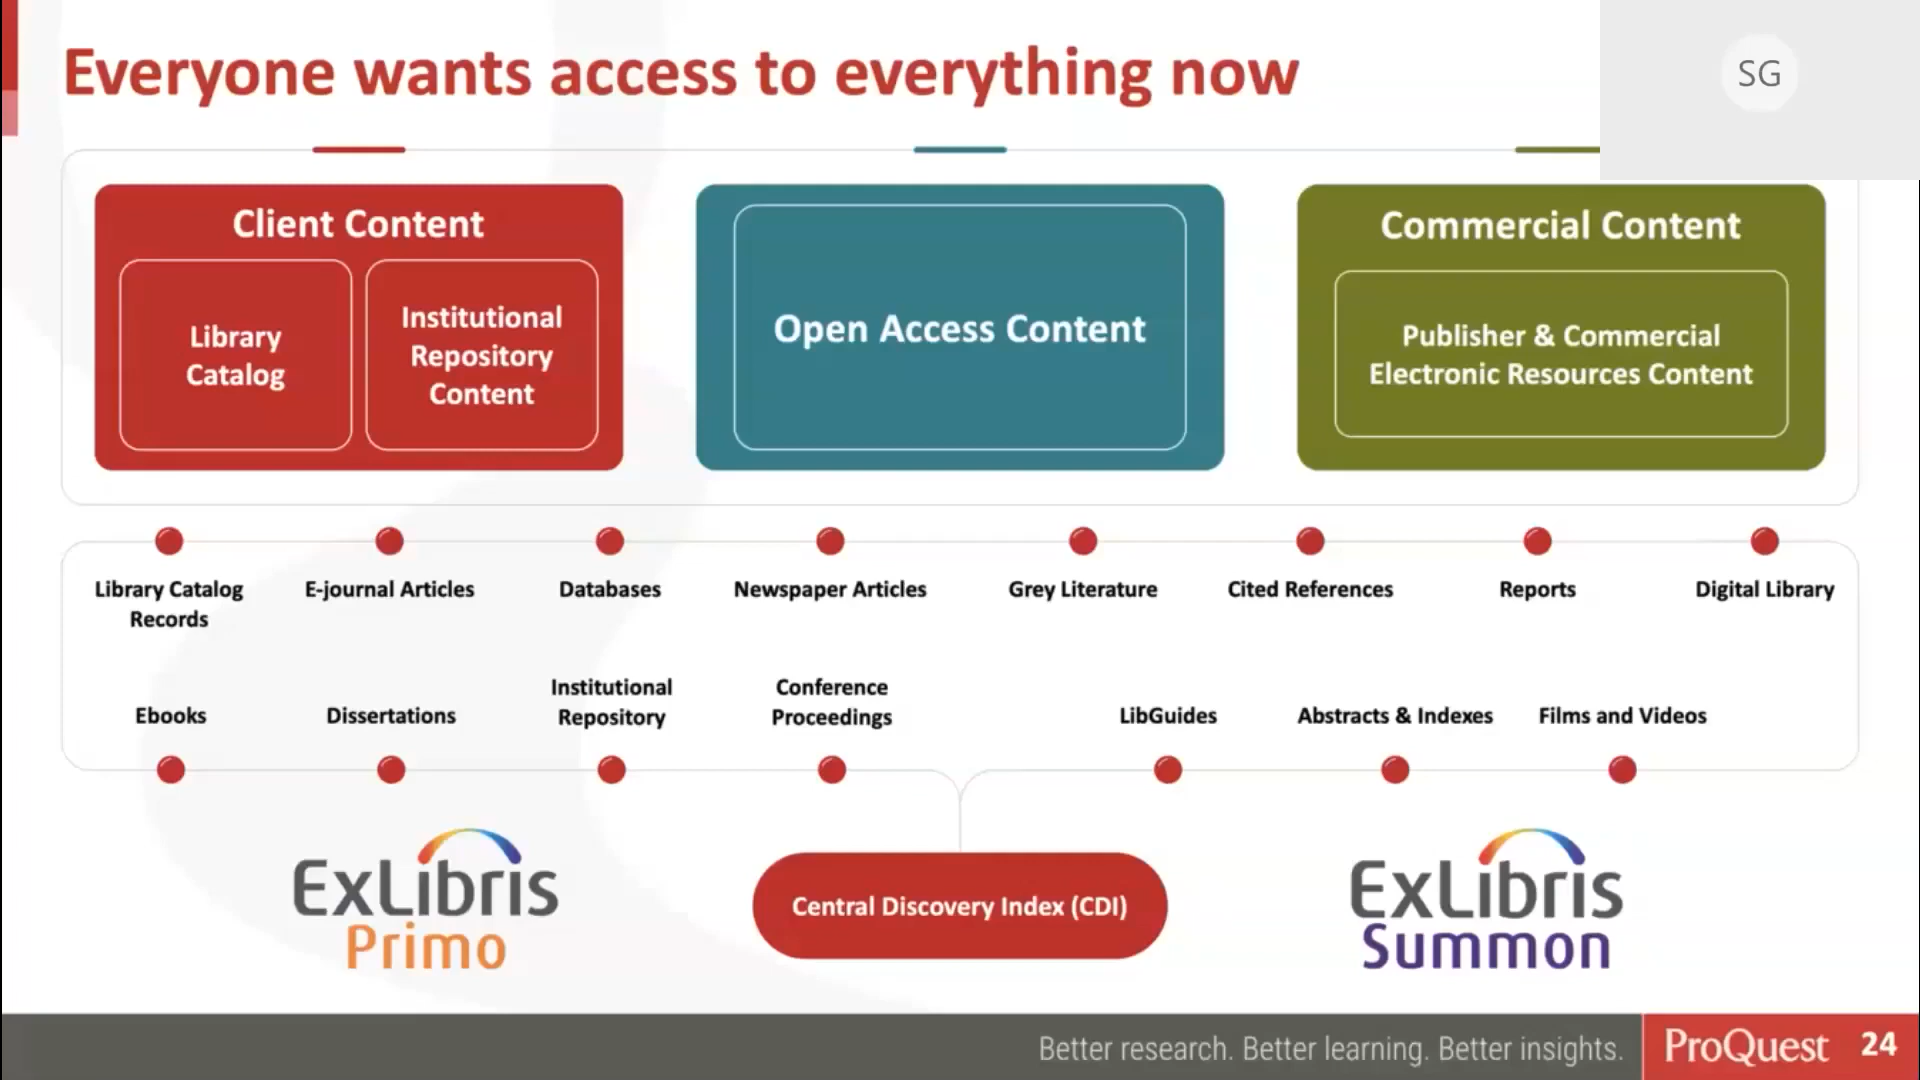 Everyone wants access to everything now
SG
Client Content
Library
Catalog
Institutional
Repository
Content
Open Access Content
Commercial Content
Publisher & Commercial
Electronic Resources Content
Library Catalog
Records
E-journal Articles
Databases
Newspaper Articles
Grey Literature
Cited References
Reports
Digital Library
Ebooks
Dissertations
Institutional
Repository
Conference
Proceedings
LibGuides
Abstracts & Indexes
Films and Videos
ExLibris
Primo
Central Discovery Index (CDI)
ExLibris
Summon
Better research. Better learning. Better insights.
ProQuest
24